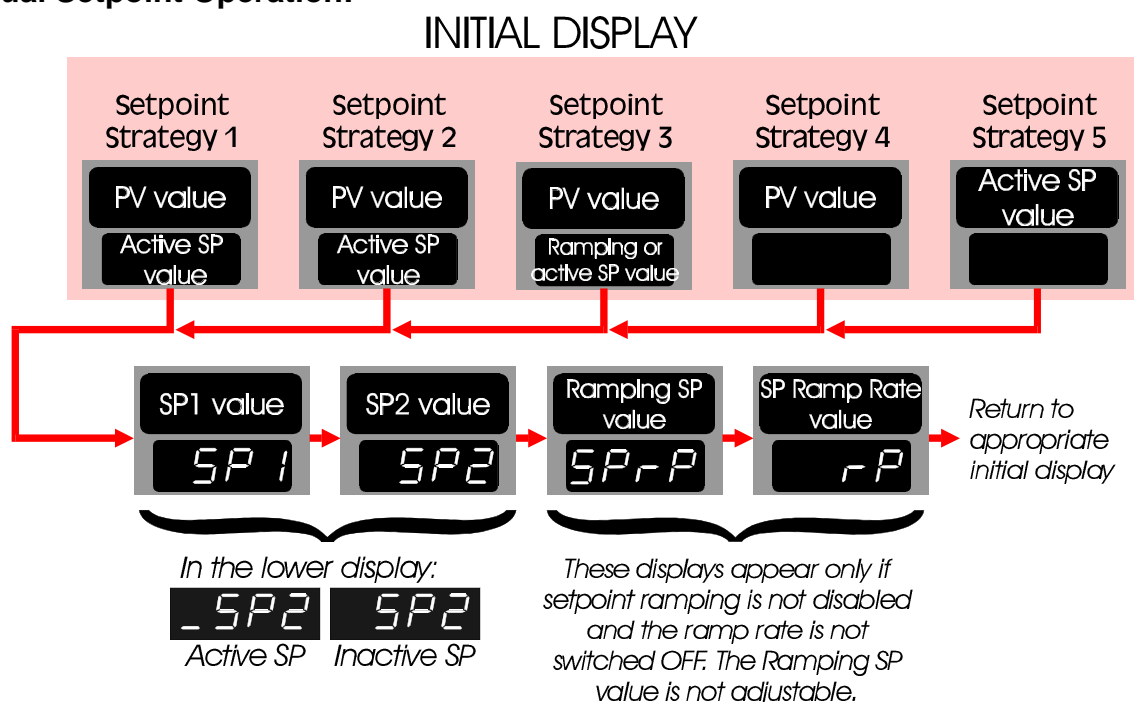 Setpoint Operation:
INITIAL DISPLAY
Setpoint Strategy 1
Setpoint Strategy 2
Setpoint Strategy 3
Setpoint Strategy 4
Setpoint Strategy 5
PV value
Active SP value
PV value
Active SP value
PV value
Ramping or active SP value
PV value
Active SP value
SP1 value
SP1
SP2 value
SP2
Ramping SP value
SPrP
SP Ramp Rate value
rP
Return to
appropriate
initial display
In the lower display:
_SP2
Active SP
SP2
Inactive SP
These displays appear only if
setpoint ramping is not disabled
and the ramp rate is not
switched OFF. The Ramping SP
value is not adjustable.